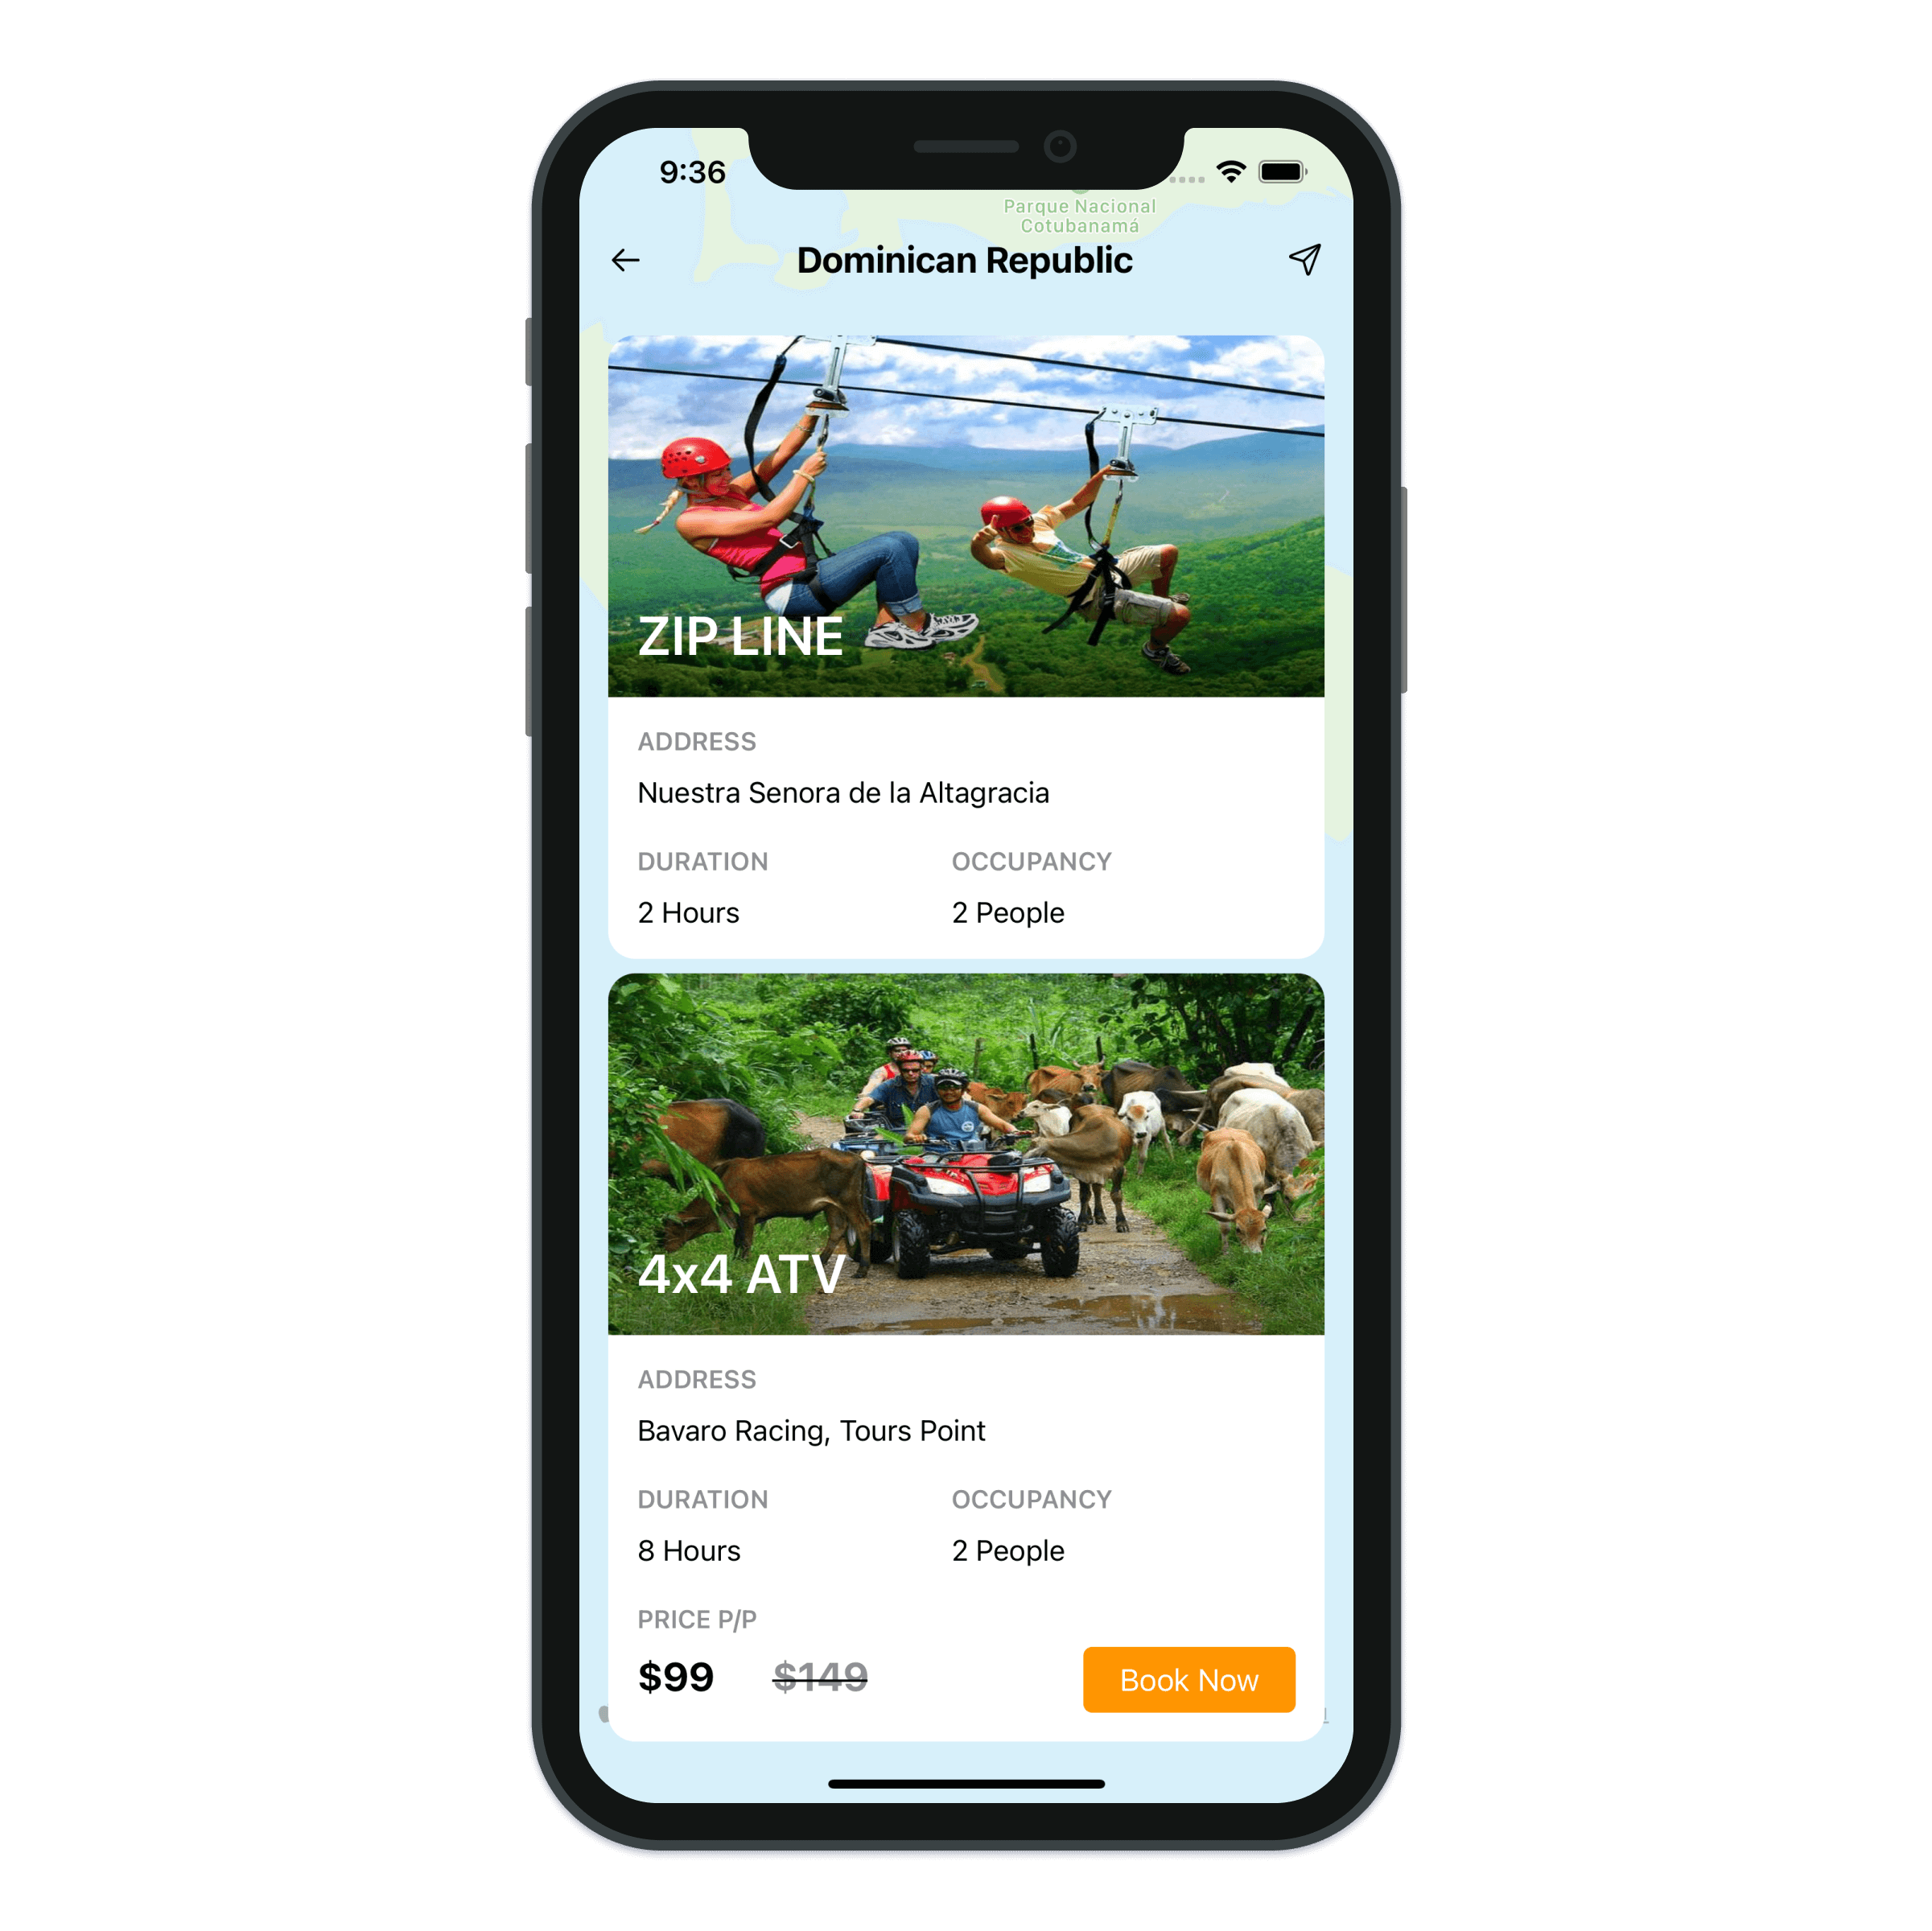 9:36
Parque Nacional
Cotubanamá
Dominican Republic
ZIP LINE
ADDRESS
Nuestra Senora de la Altagracia
DURATION OCCUPANCY
2 Hours 2 People
4x4 ATV
ADDRESS
Bavaro Racing, Tours Point
DURATION OCCUPANCY
8 Hours 2 People
PRICE P/P
$99 $149
Book Now